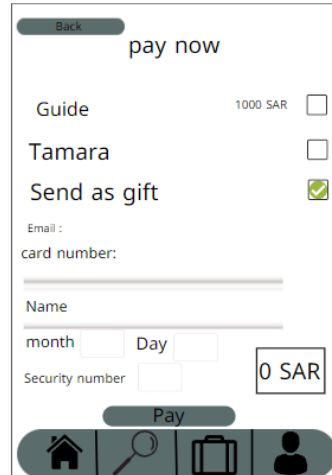 Back
pay now
Guide 1000 SAR
Tamara
Send as gift
Email :
card number:
Name
month Day
Security number 0 SAR
Pay